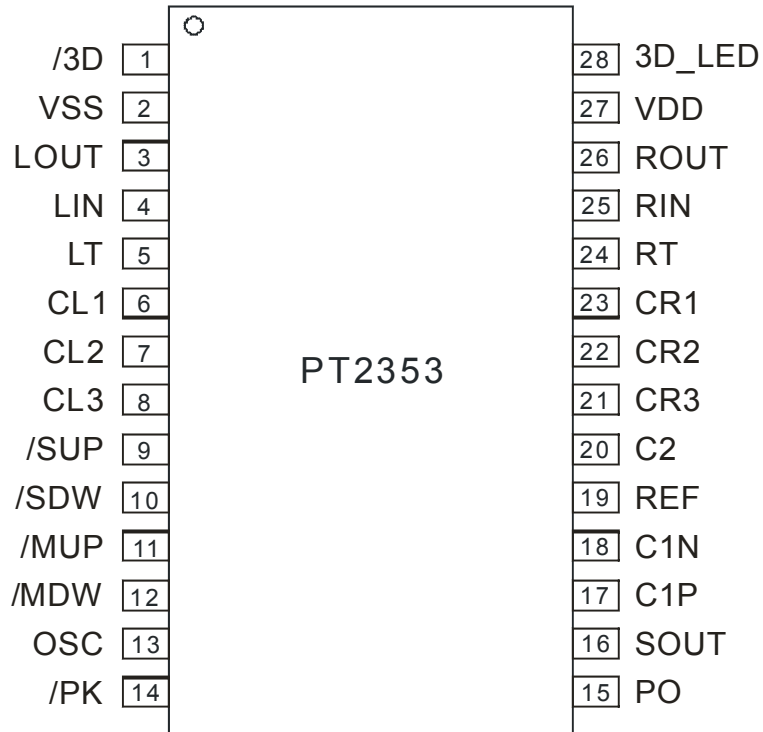 /3D 1 28 3D_LED
VSS 2 27 VDD
LOUT 3 26 ROUT
LIN 4 25 RIN
LT 5 24 RT
CL1 6 23 CR1
CL2 7 22 CR2
PT2353
CL3 8 21 CR3
/SUP 9 20 C2
/SDW 10 19 REF
/MUP 11 18 C1N
/MDW 12 17 C1P
OSC 13 16 SOUT
/PK 14 15 PO